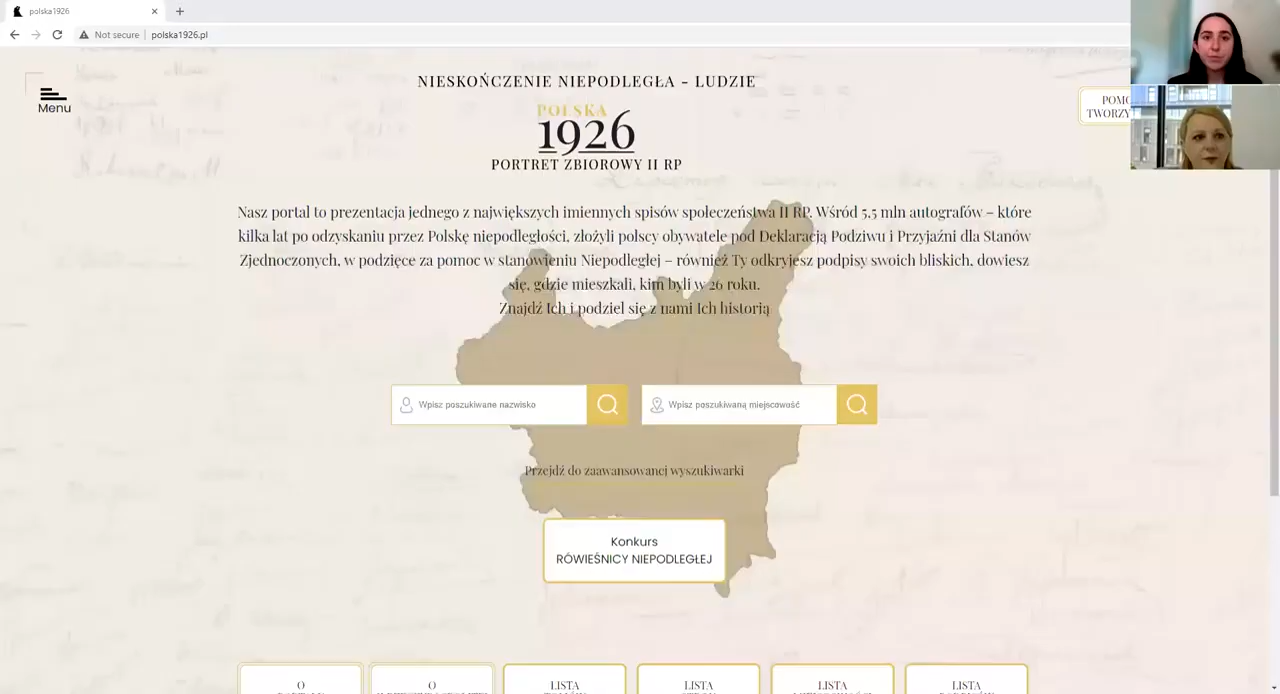 polska1926
Not secure
polska1926.pl
Menu
NIESKOŃCZENIE NIEPODLEGŁA - LUDZIE
POLSKA
1926
PORTRET ZBIOROWY II RP
Nasz portal to prezentacja jednego z największych imiennych spisów społeczeństwa II RP. Wśród 5,5 mln autografów – które
kilka lat po odzyskaniu przez Polskę niepodległości, złożyli polscy obywatele pod Deklaracją Podziwu i Przyjaźni dla Stanów
Zjednoczonych, w podzięce za pomoc w stanowieniu Niepodległej – również Ty odkryjesz podpisy swoich bliskich, dowiesz
się, gdzie mieszkali, kim byli w 26 roku.
Znajdź Ich i podziel się z nami Ich historią
Wpisz poszukiwane nazwisko
Wpisz poszukiwaną miejscowość
Przejdź do zaawansowanej wyszukiwarki
Konkurs
RÓWIEŚNICY NIEPODLEGŁEJ
O
O
LISTA
LISTA
LISTA
LISTA